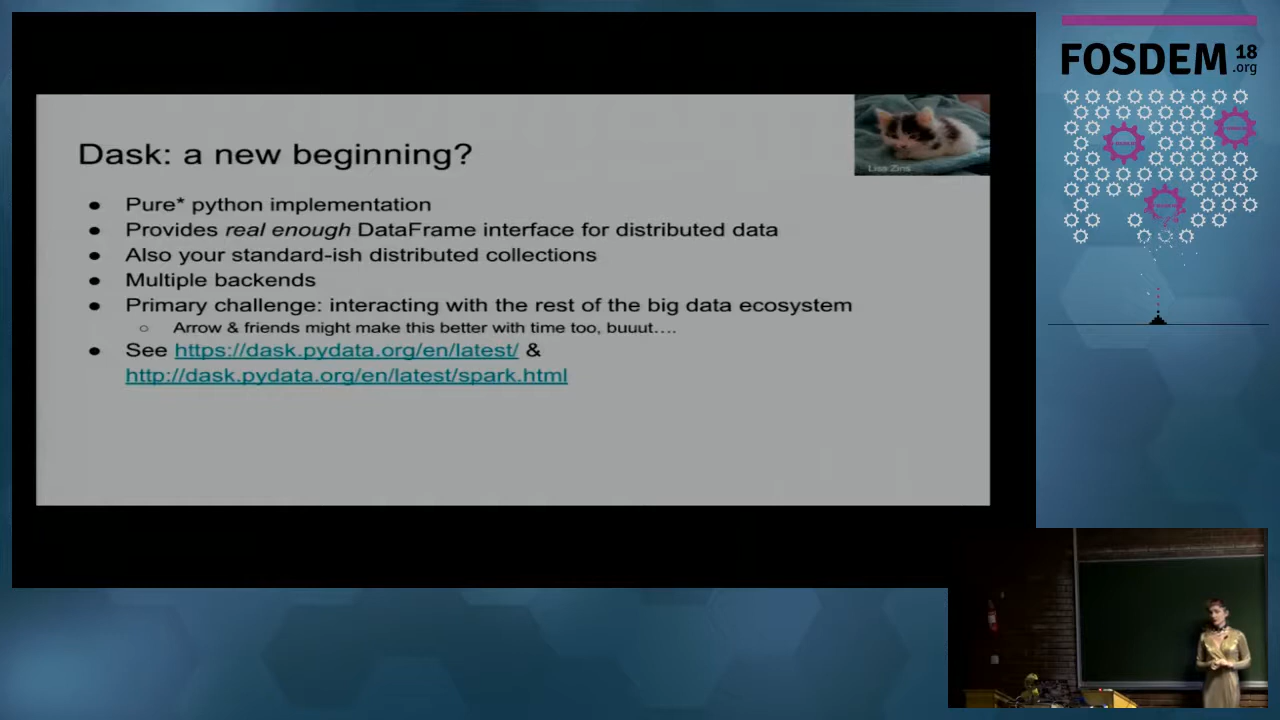 FOSDEM 18
.org
Dask: a new beginning?
Lisa Zins
● Pure* python implementation
● Provides real enough DataFrame interface for distributed data
● Also your standard-ish distributed collections
● Multiple backends
● Primary challenge: interacting with the rest of the big data ecosystem
○ Arrow & friends might make this better with time too, buuut….
● See https://dask.pydata.org/en/latest/ &
http://dask.pydata.org/en/latest/spark.html